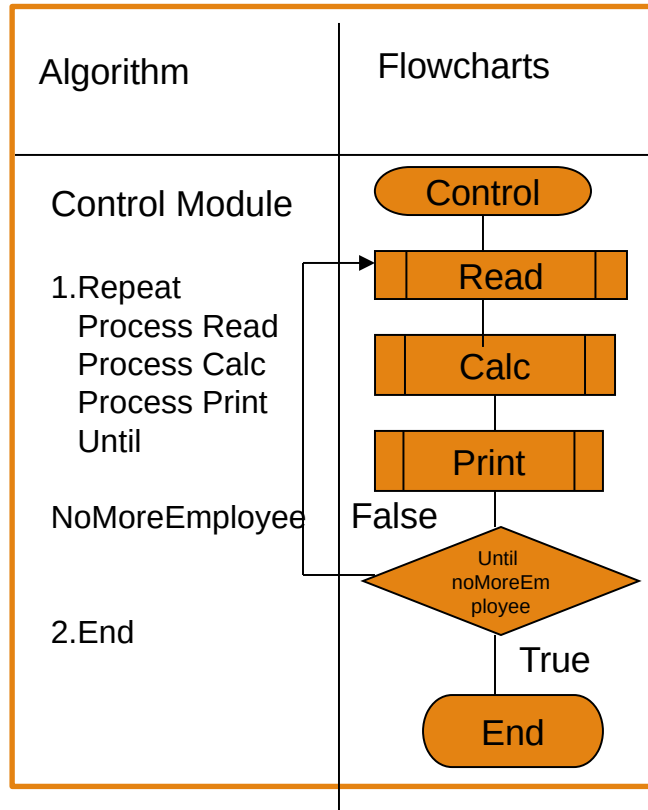 Algorithm
Flowcharts
Control Module
1.Repeat
Process Read
Process Calc
Process Print
Until
NoMoreEmployee
2.End
Control
Read
Calc
Print
False
Until
noMoreEm
ployee
True
End